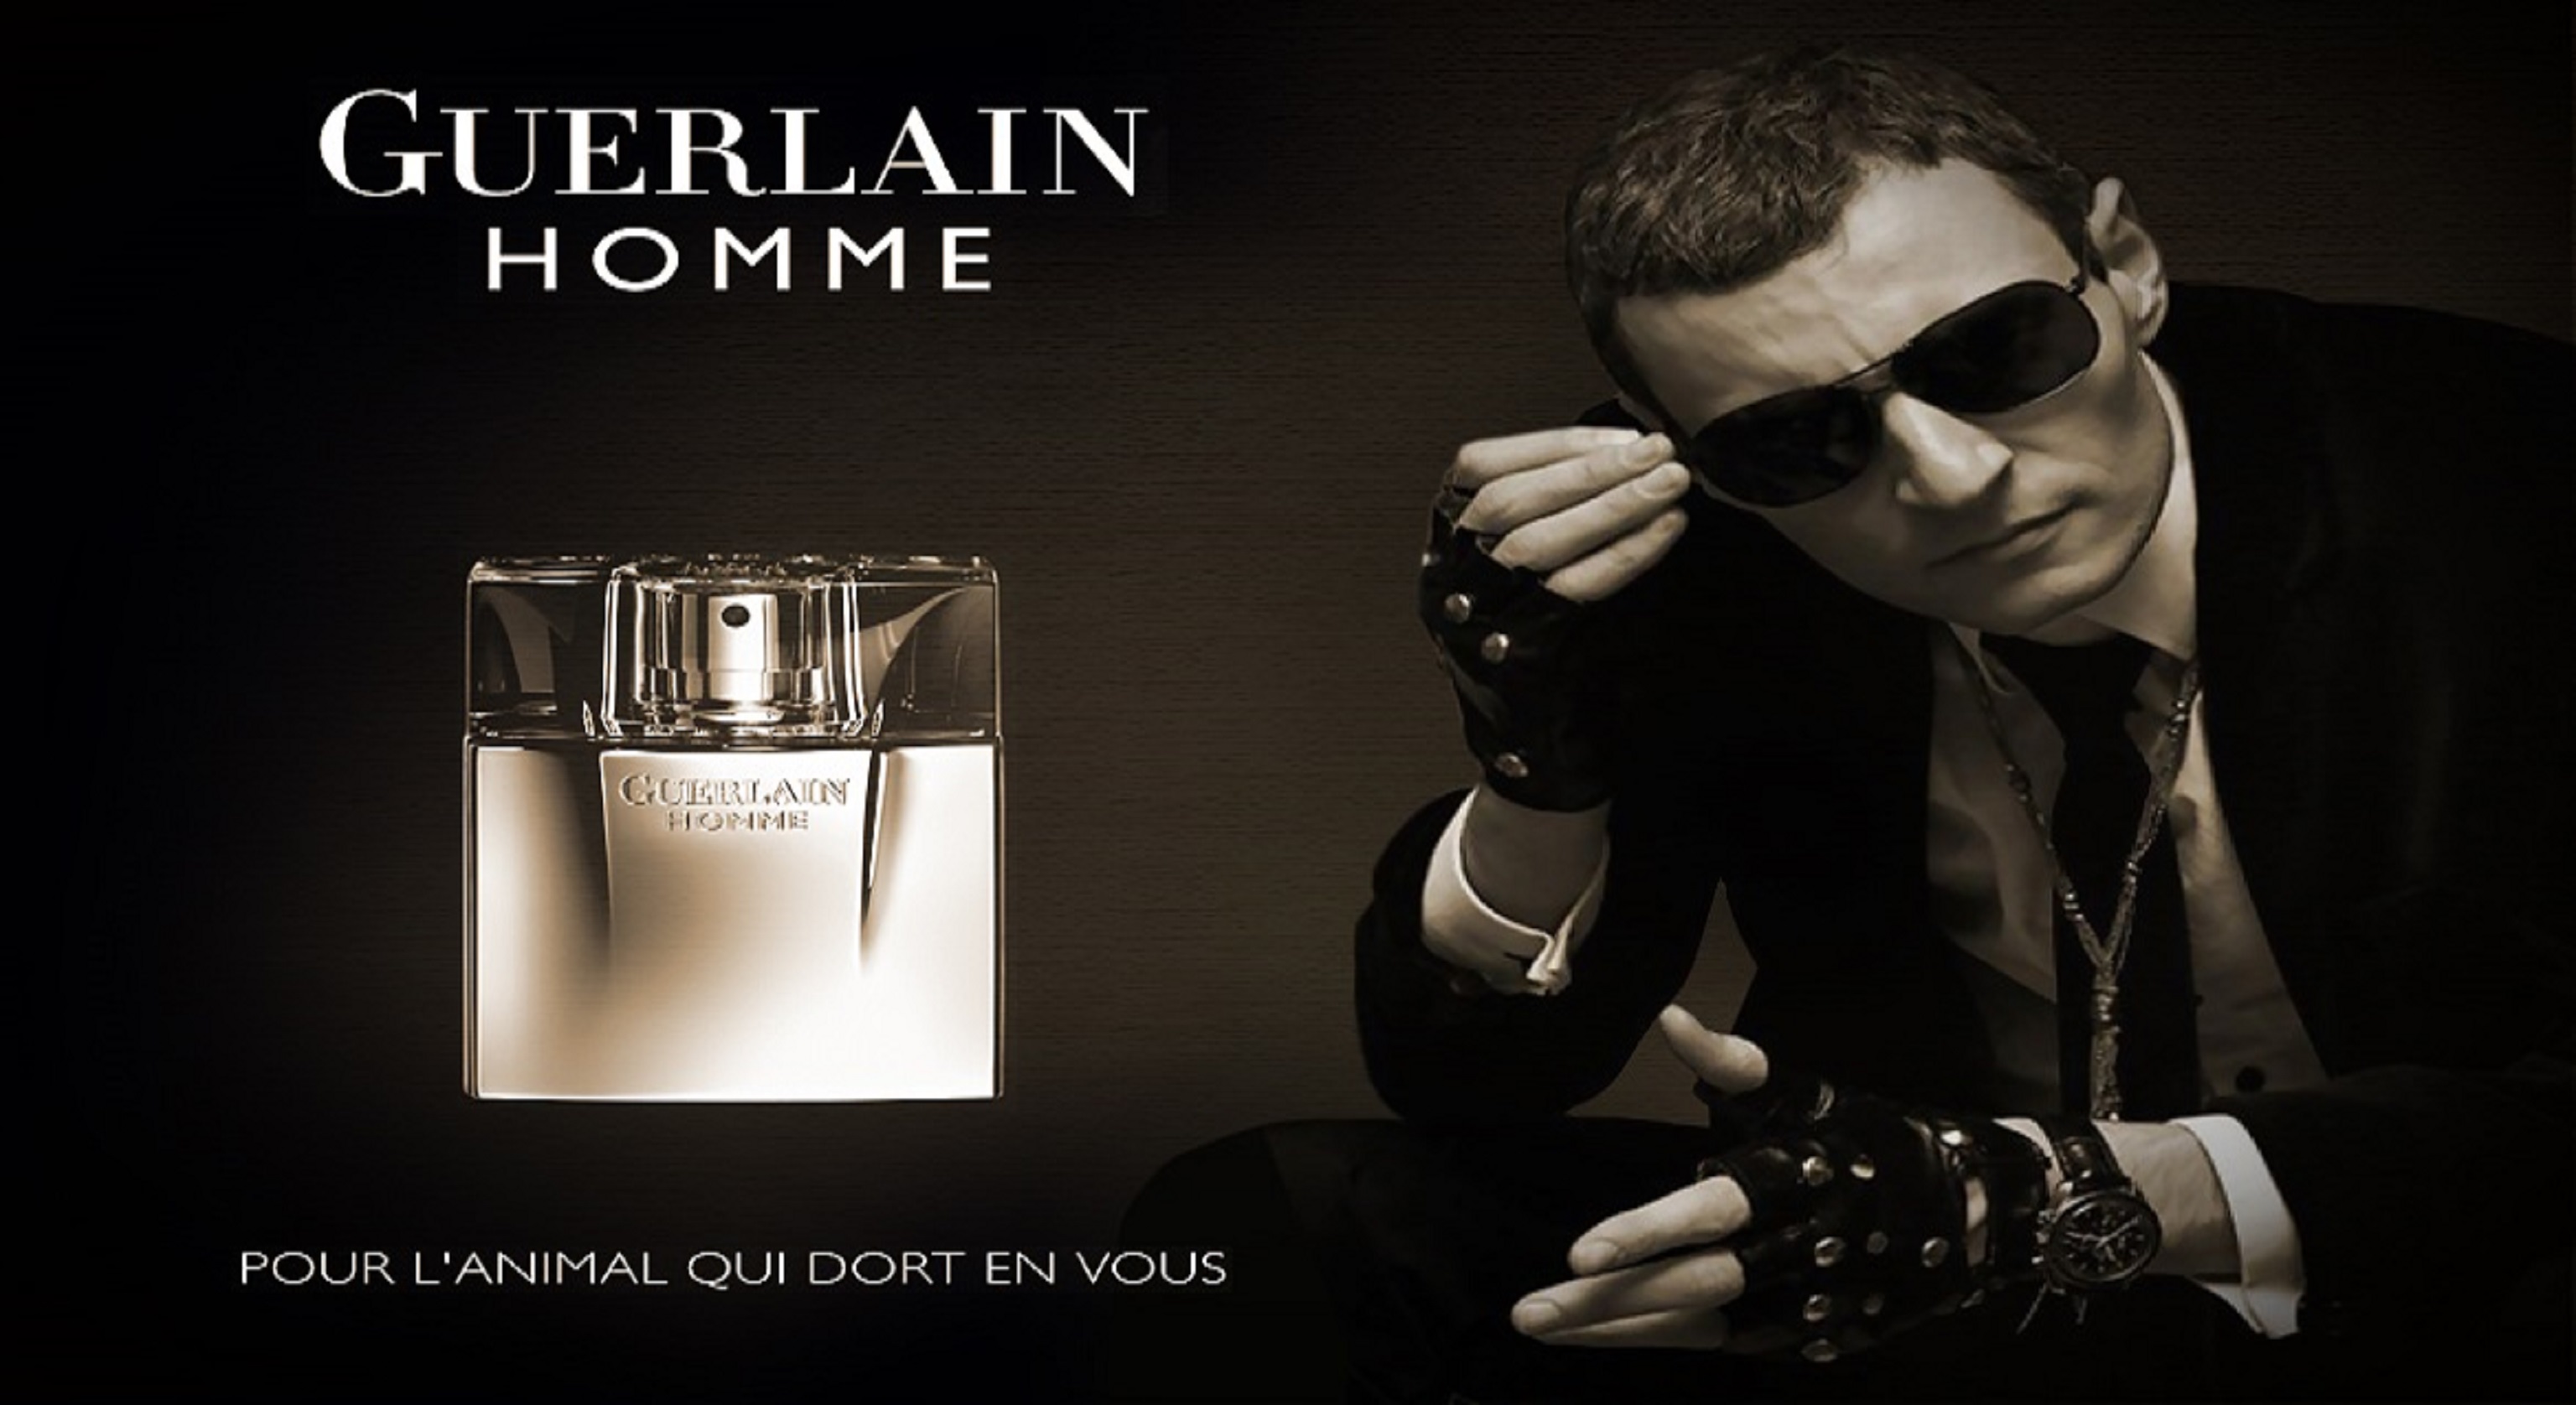 GUERLAIN
HOMME
GUERLAIN
HOMME
POUR L'ANIMAL QUI DORT EN VOUS